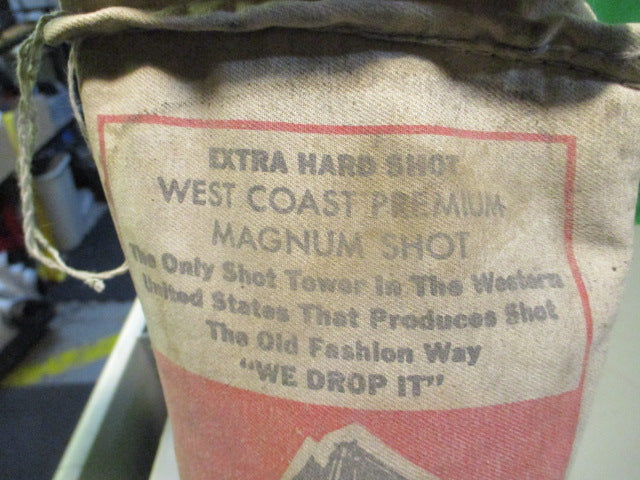 EXTRA HARD SHOT
WEST COAST PREMIUM
MAGNUM SHOT
The Only Shot Tower in The Western
United States That Produces Shot
The Old Fashion Way
"WE DROP IT"